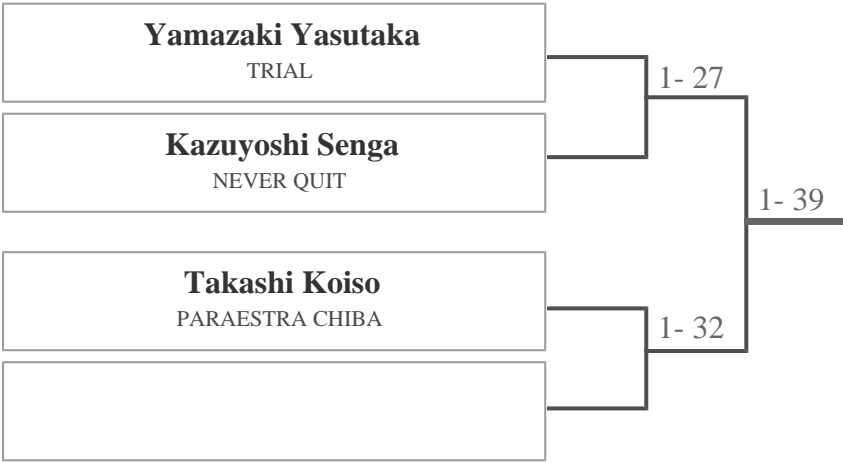 Yamazaki Yasutaka
TRIAL
1- 27
Kazuyoshi Senga
NEVER QUIT
1- 39
Takashi Koiso
PARAESTRA CHIBA
1- 32